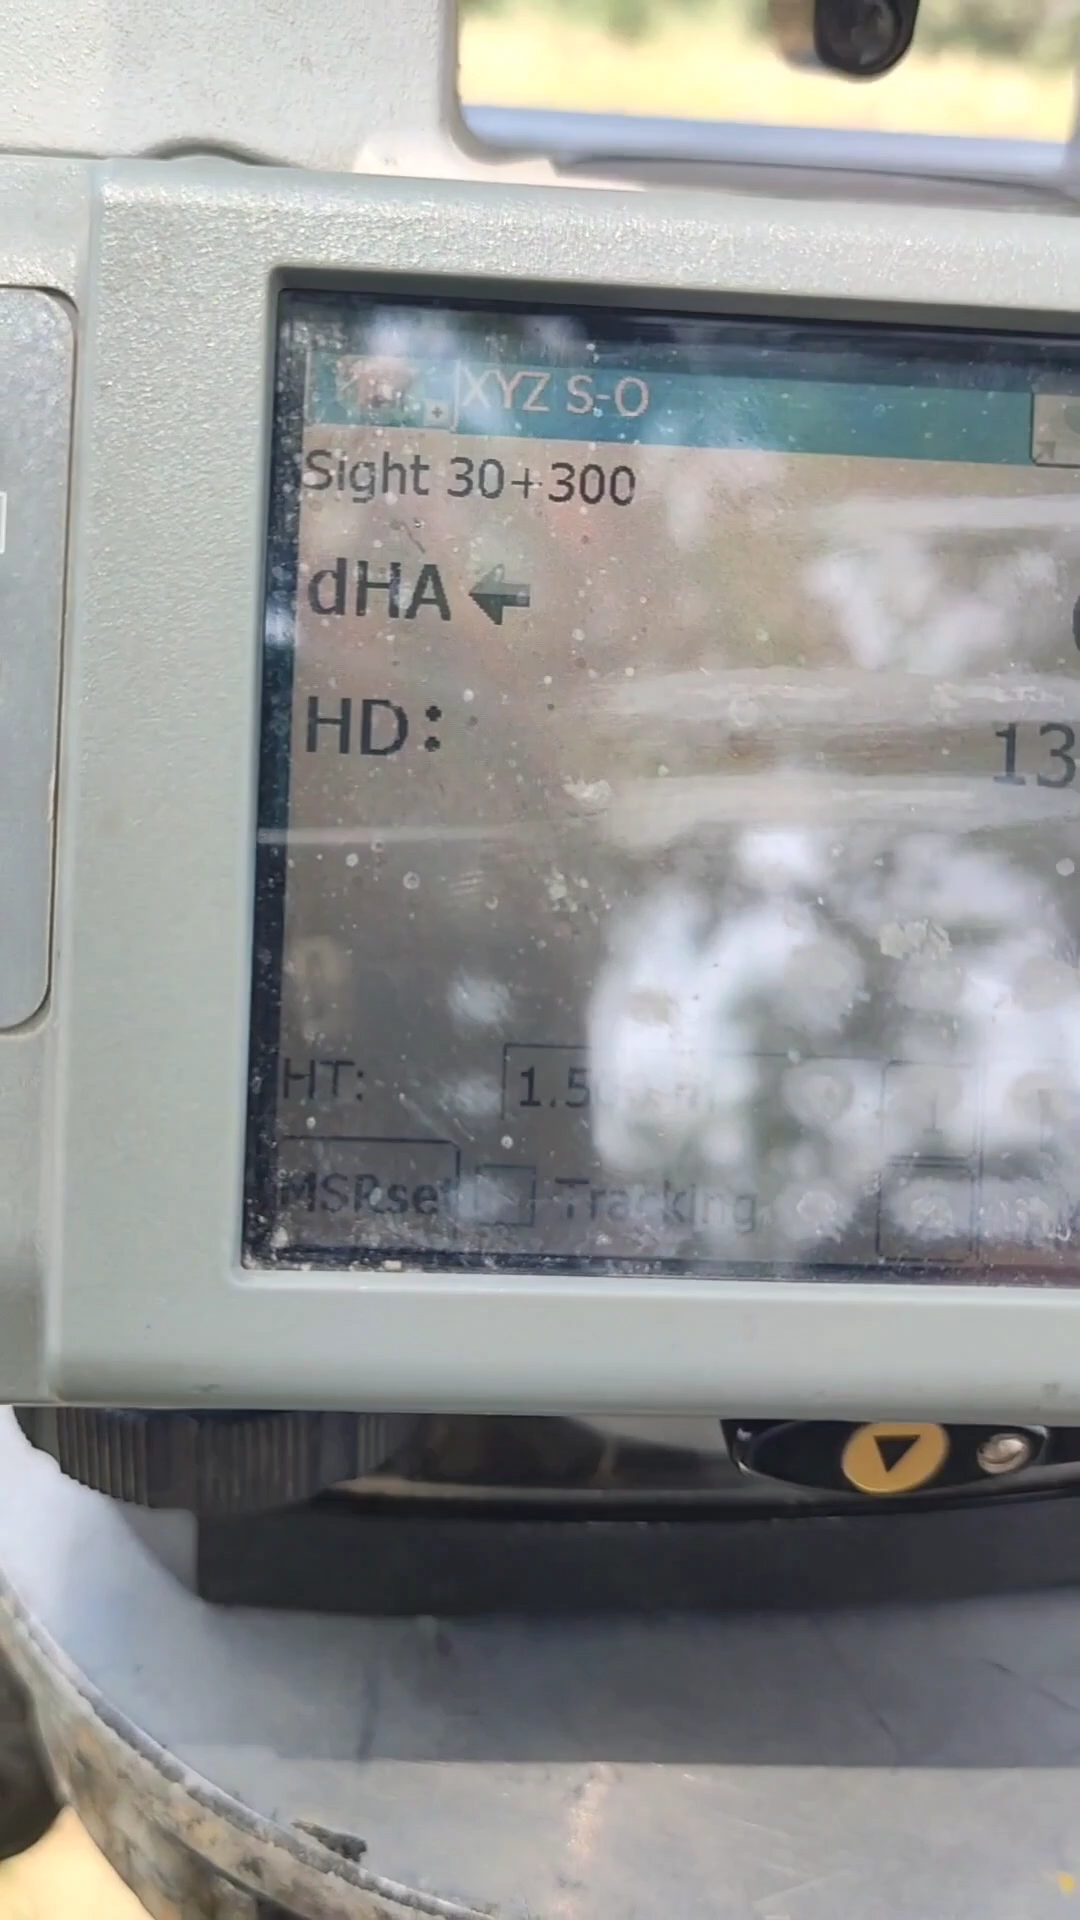 XYZ S-O
Sight 30+300
dHA
HD: 13
HT: 1.5
MSRset Tracking